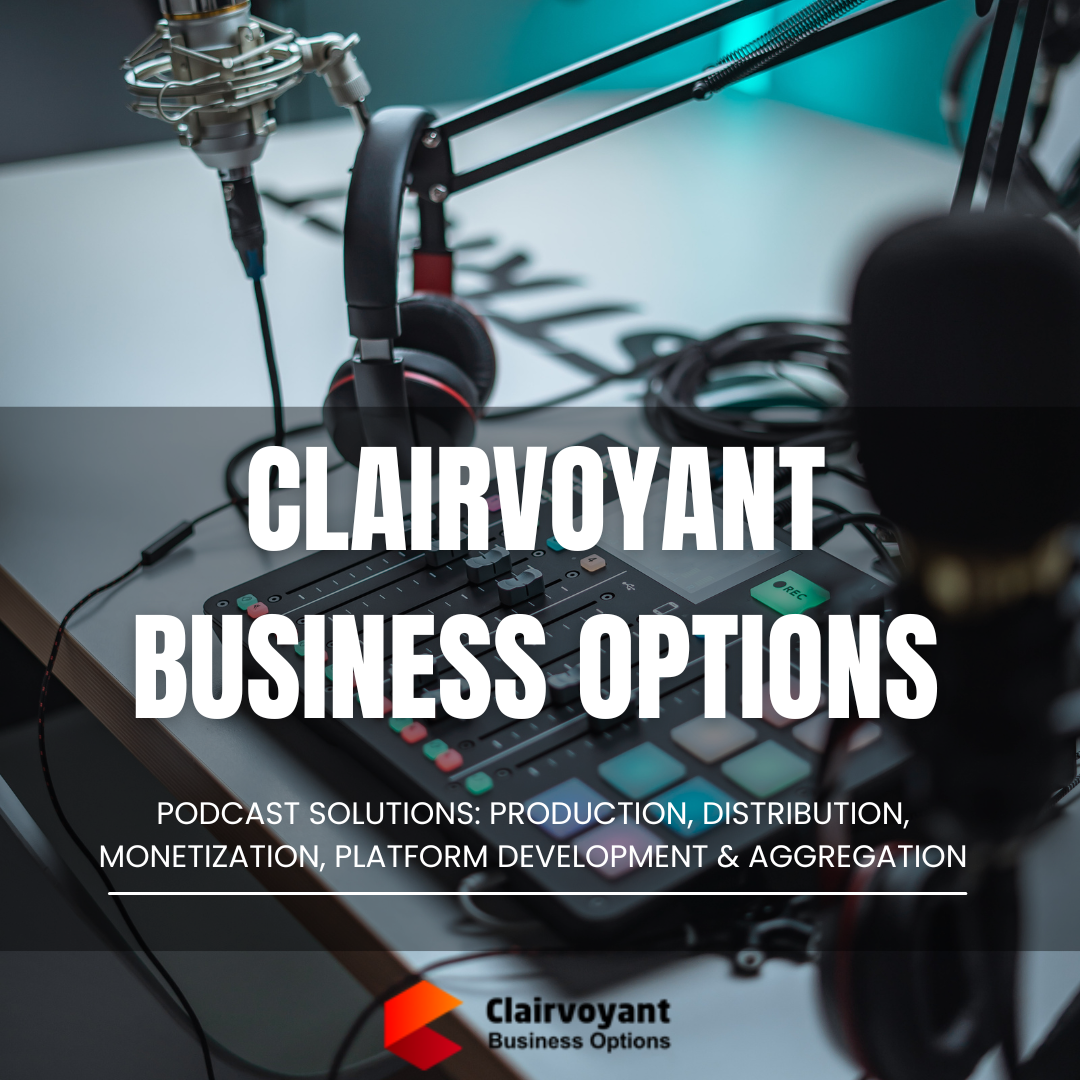 CLAIRVOYANT
BUSINESS OPTIONS
REC
PODCAST SOLUTIONS: PRODUCTION, DISTRIBUTION,
MONETIZATION, PLATFORM DEVELOPMENT & AGGREGATION
Clairvoyant
Business Options